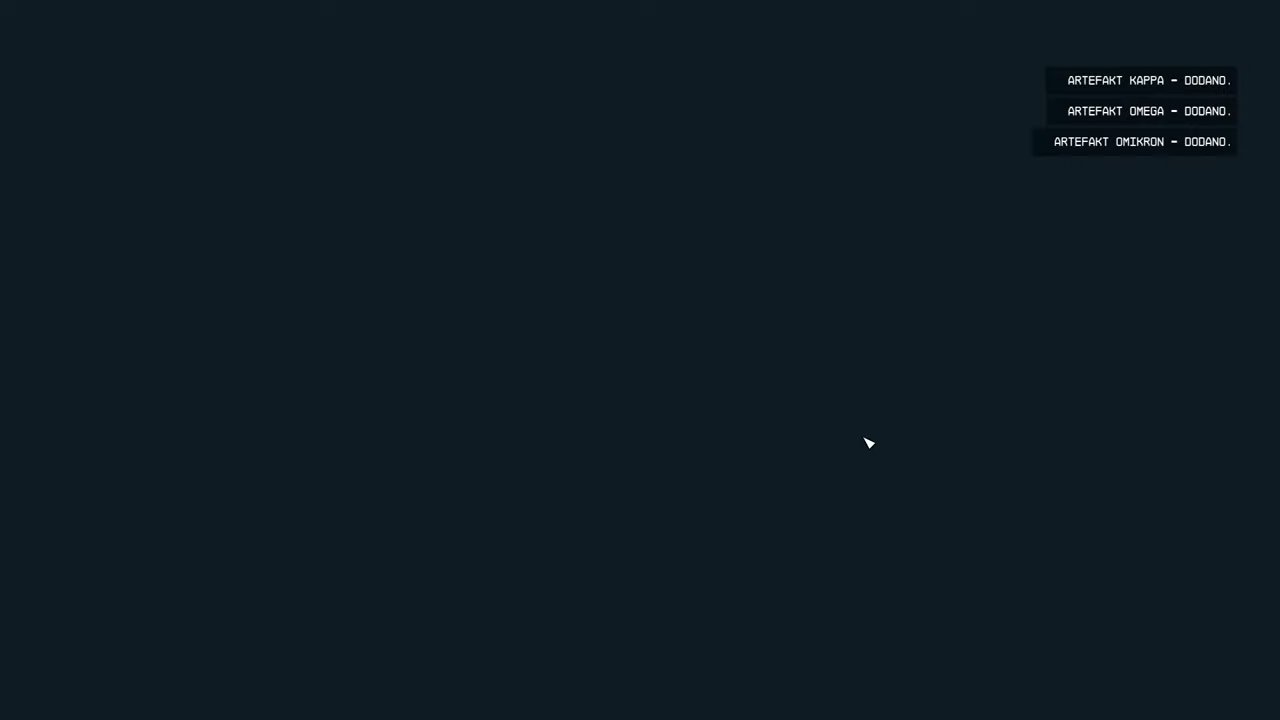 ARTEFAKT KAPPA - DODANO.
ARTEFAKT OMEGA - DODANO.
ARTEFAKT OMIKRON - DODANO.